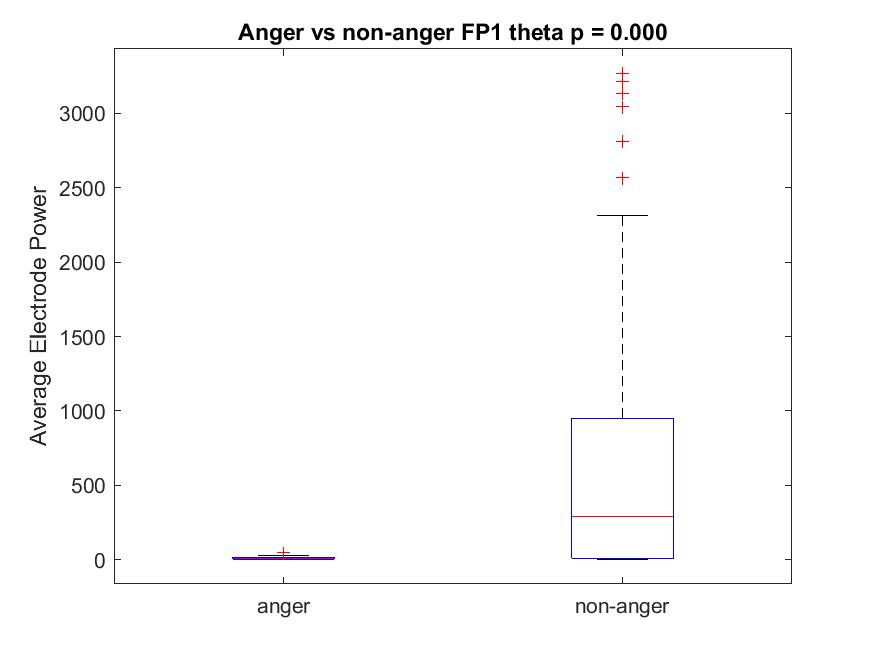 Anger vs non-anger FP1 theta p = 0.000
Average Electrode Power
3000
2500
2000
1500
1000
500
0
anger
non-anger